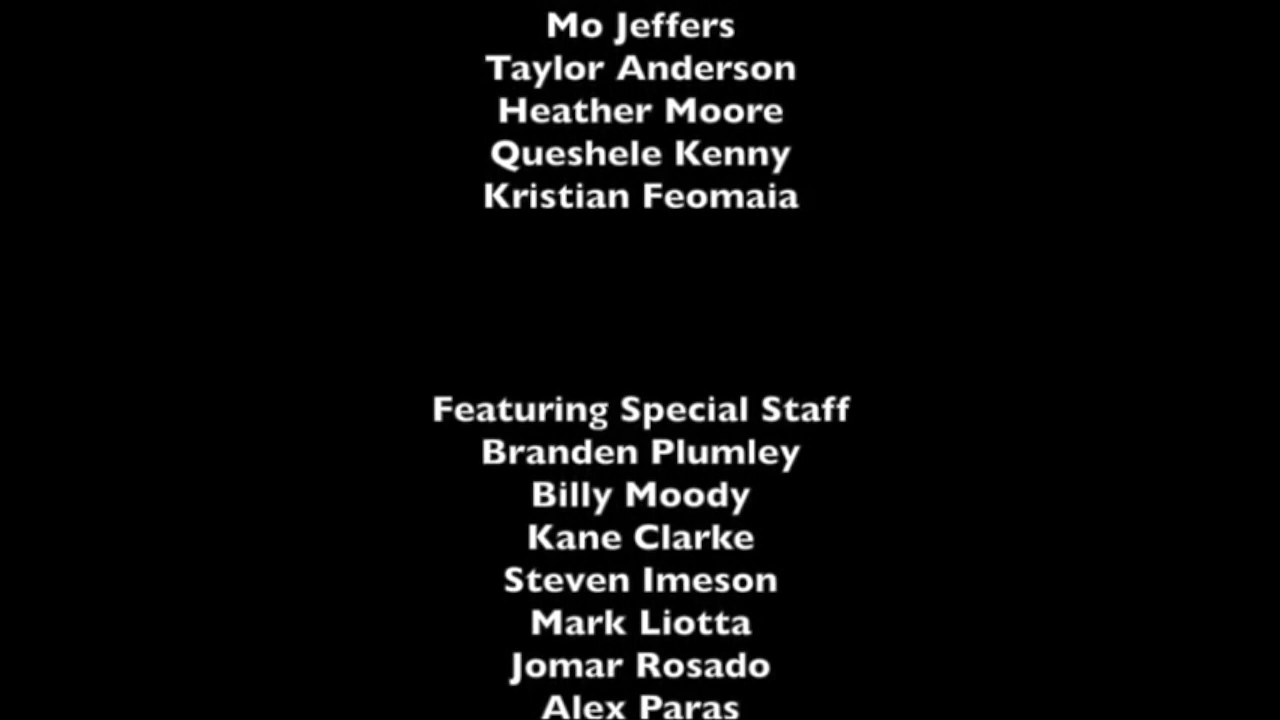 Mo Jeffers
Taylor Anderson
Heather Moore
Queshele Kenny
Kristian Feomaia
Featuring Special Staff
Branden Plumley
Billy Moody
Kane Clarke
Steven Imeson
Mark Liotta
Jomar Rosado
Alex Paras